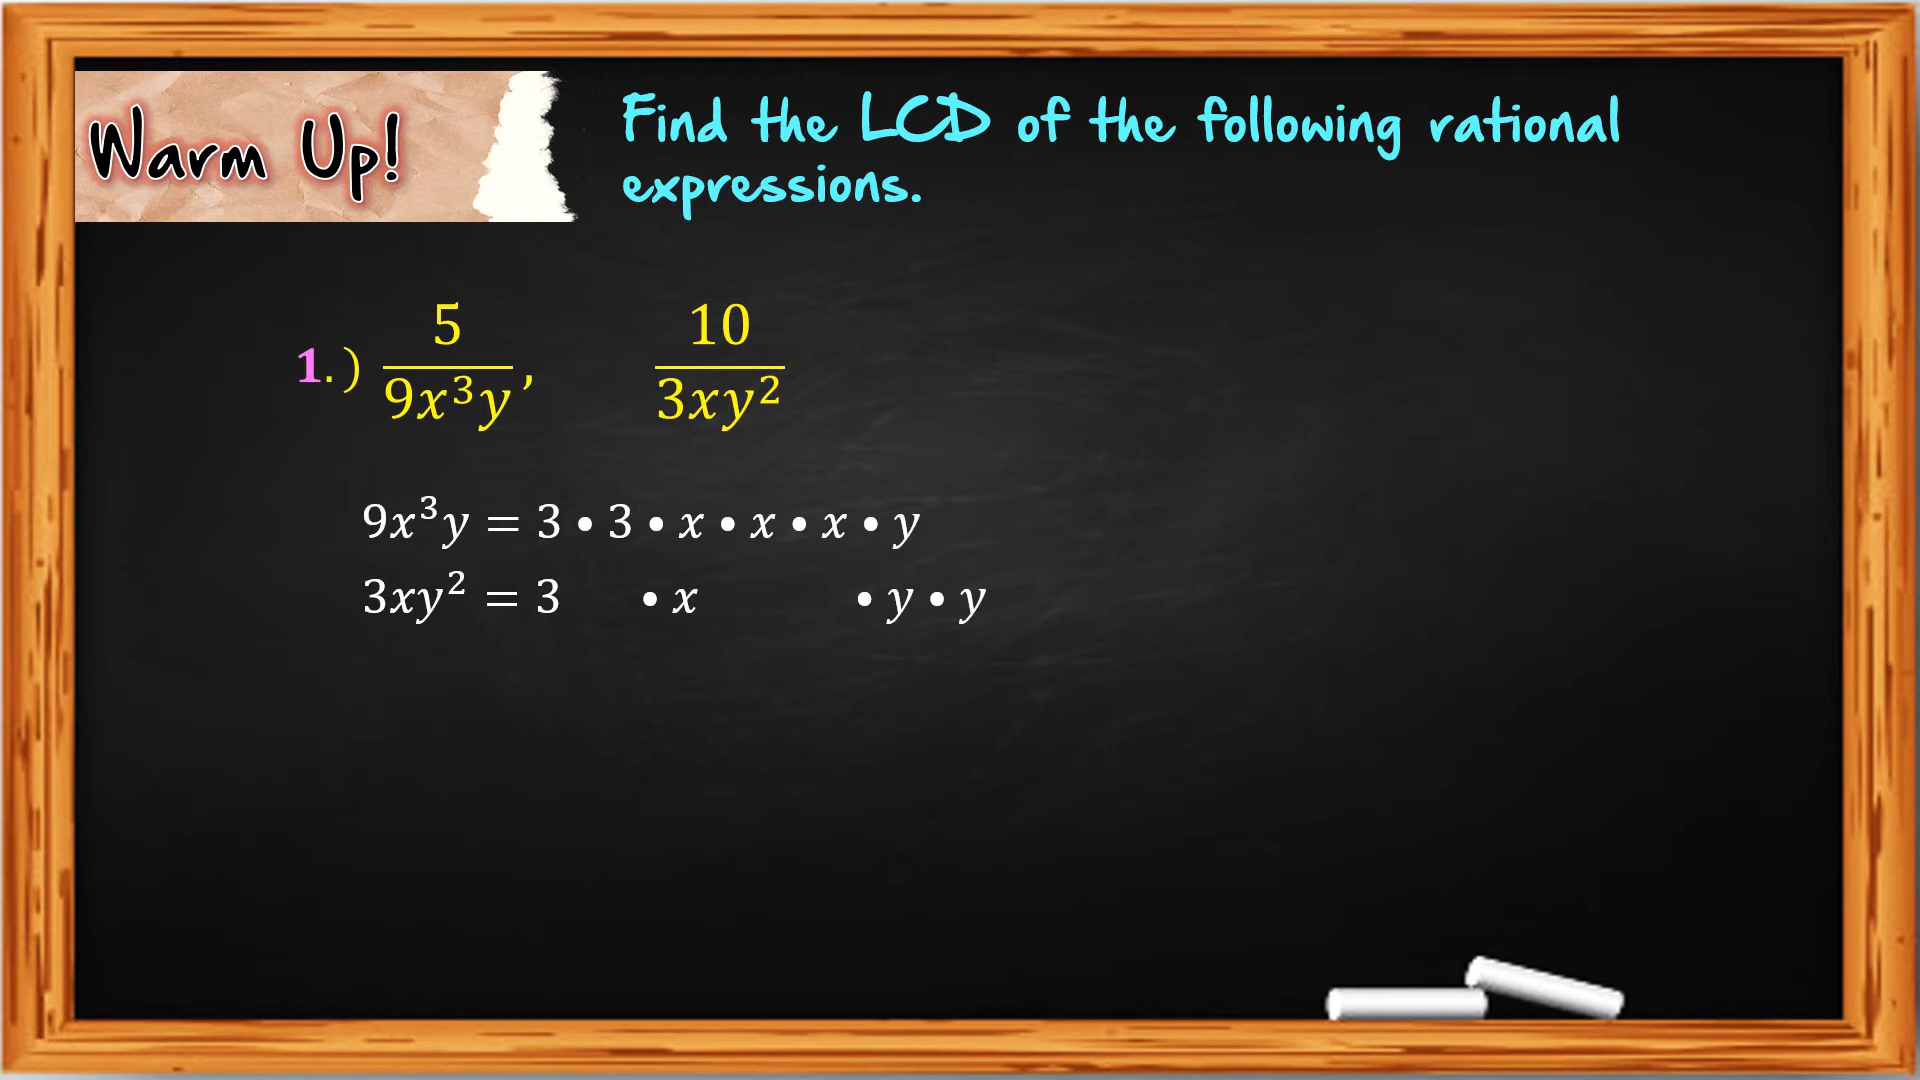 Warm Up!
Find the LCD of the following rational
expressions.
1.) 5/(9x³y), 10/(3xy²)
9x³y = 3 • 3 • x • x • x • y
3xy² = 3 • x • y • y